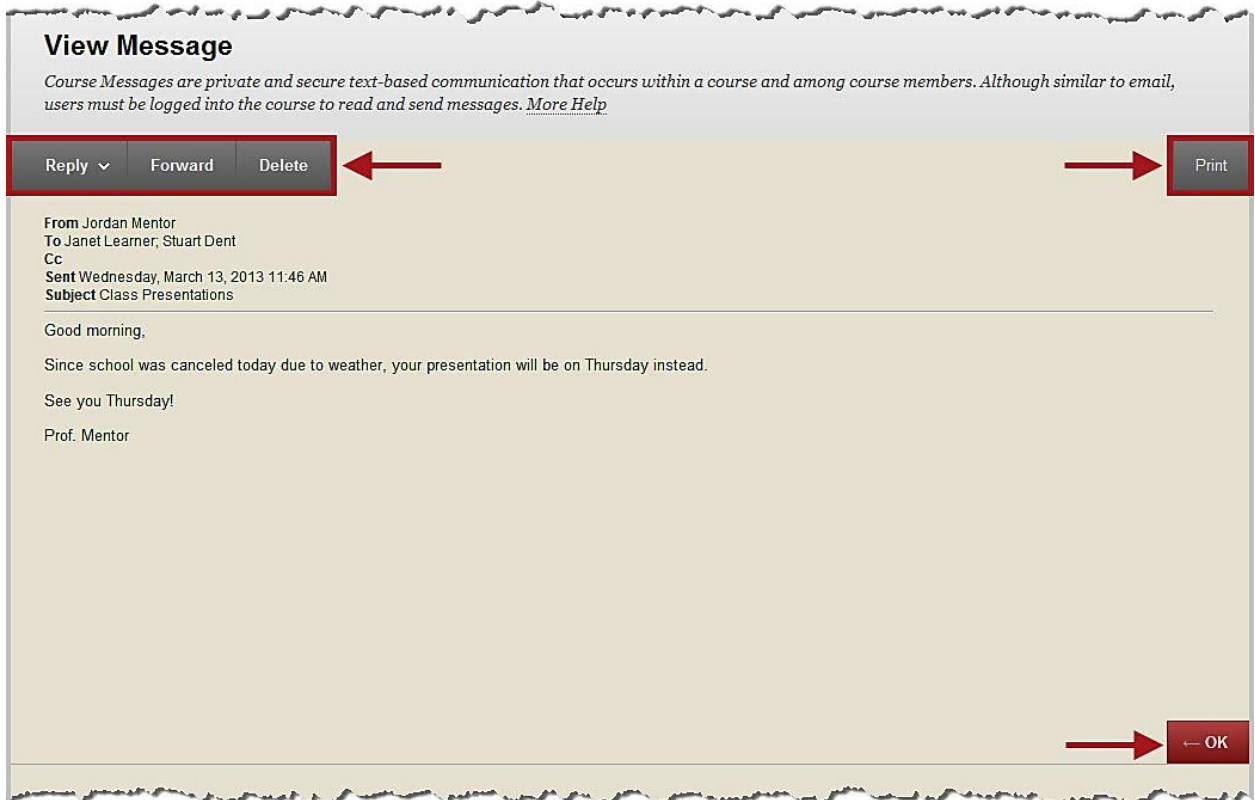 View Message
Course Messages are private and secure text-based communication that occurs within a course and among course members. Although similar to email,
users must be logged into the course to read and send messages. More Help
Reply Forward Delete Print
From Jordan Mentor
To Janet Learner; Stuart Dent
Cc
Sent Wednesday, March 13, 2013 11:46 AM
Subject Class Presentations
Good morning,
Since school was canceled today due to weather, your presentation will be on Thursday instead.
See you Thursday!
Prof. Mentor
← OK